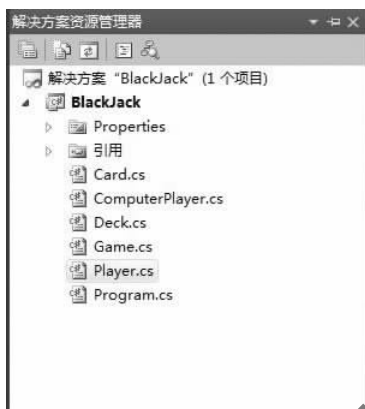 解决方案资源管理器
解决方案 "BlackJack" (1 个项目)
BlackJack
Properties
引用
Card.cs
ComputerPlayer.cs
Deck.cs
Game.cs
Player.cs
Program.cs